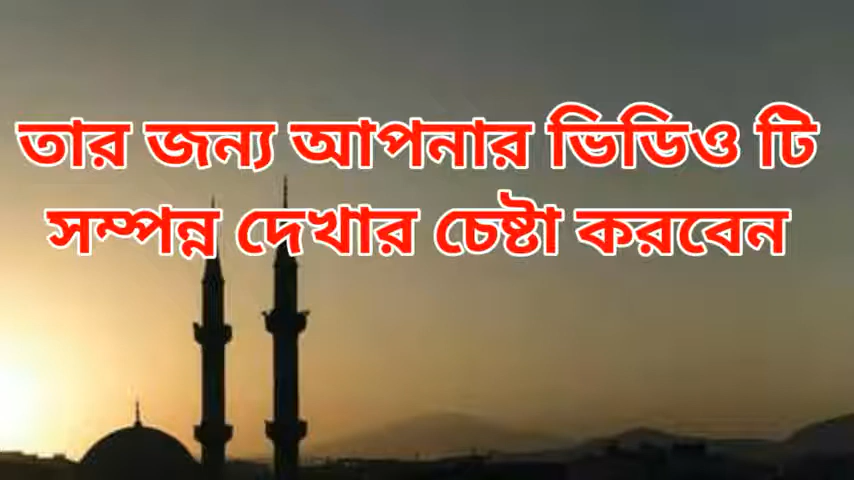 তার জন্য আপনার ভিডিও টি
সম্পন্ন দেখার চেষ্টা করবেন